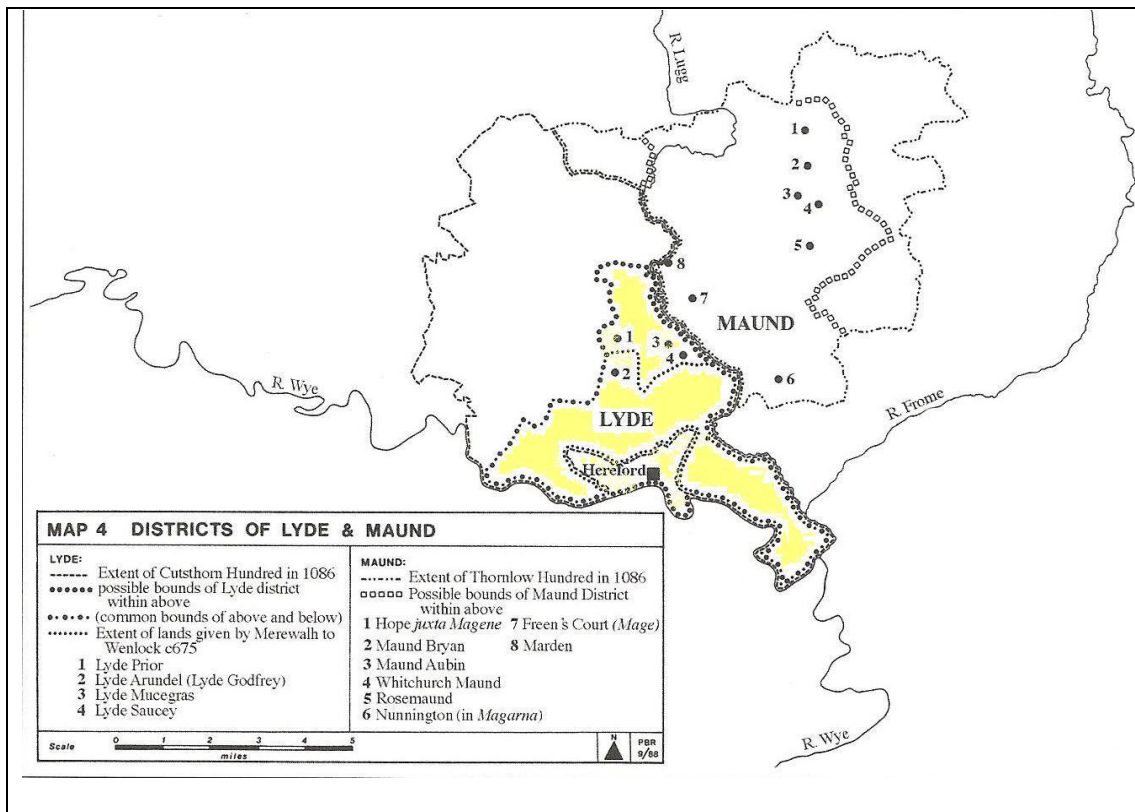 R. Lugg
1
2
3
4
5
8
7
MAUND
1
3
4
2
6
R. Wye
R. Frome
LYDE
Hereford
MAP 4 DISTRICTS OF LYDE & MAUND
LYDE:
Extent of Cutsthorn Hundred in 1086
possible bounds of Lyde district
within above
(common bounds of above and below)
Extent of lands given by Merewalh to
Wenlock c675
1 Lyde Prior
2 Lyde Arundel (Lyde Godfrey)
3 Lyde Mucegras
4 Lyde Saucey
MAUND:
Extent of Thornlow Hundred in 1086
Possible bounds of Maund District
within above
1 Hope juxta Magene 7 Freen's Court (Mage)
2 Maund Bryan 8 Marden
3 Maund Aubin
4 Whitchurch Maund
5 Rosemaund
6 Nunnington (in Magarna)
Scale 0 1 2 3 4 5
miles
N
PBR
9/88
R. Wye